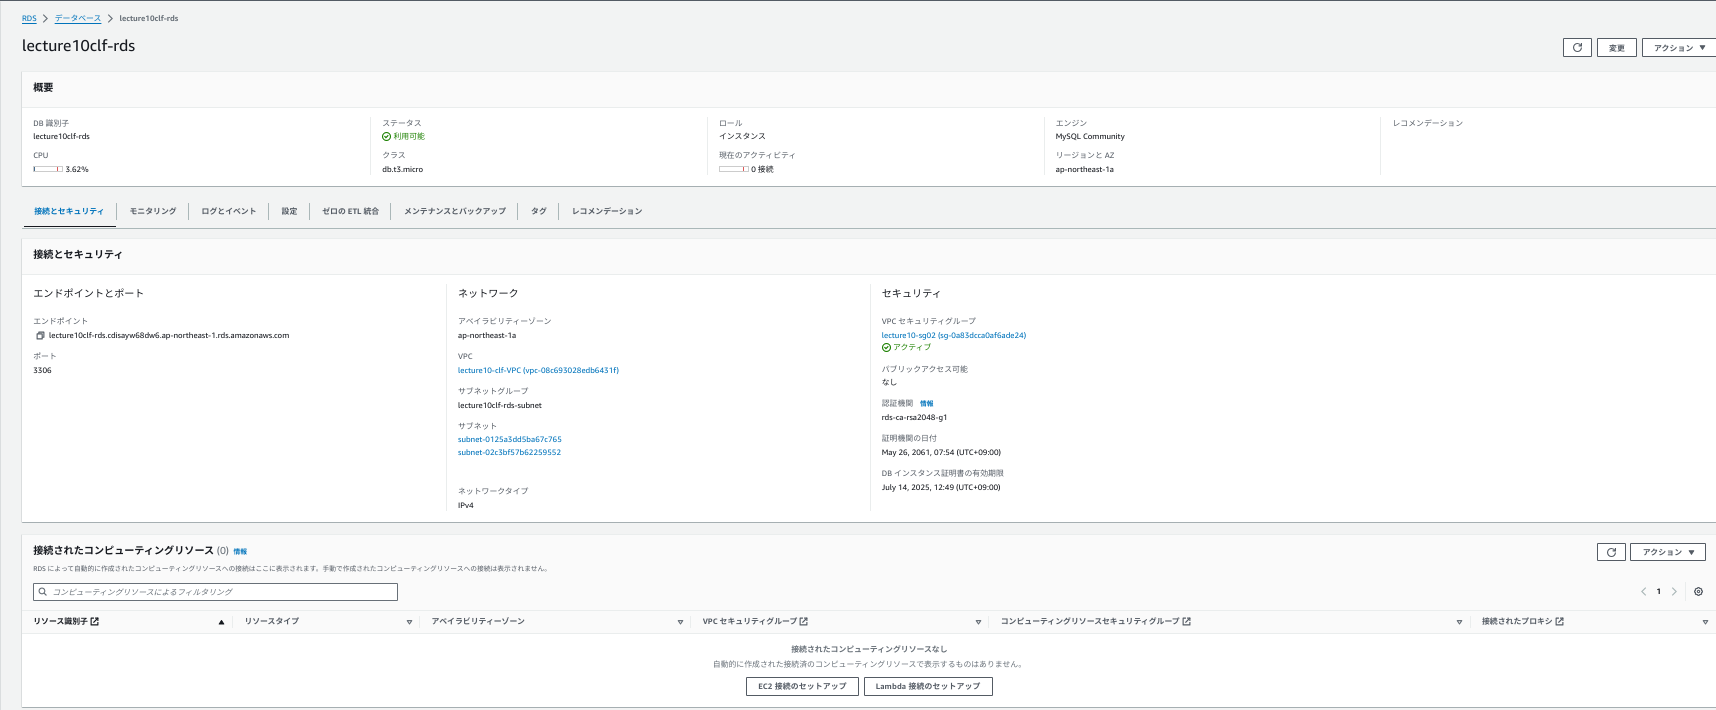 RDS > データベース > lecture10clf-rds
lecture10clf-rds
変更
アクション ▼
概要
DB 識別子
lecture10clf-rds
ステータス
利用可能
ロール
インスタンス
エンジン
MySQL Community
レコメンデーション
CPU
3.62%
クラス
db.t3.micro
現在のアクティビティ
0 接続
リージョンと AZ
ap-northeast-1a
接続とセキュリティ
モニタリング
ログとイベント
設定
ゼロの ETL 統合
メンテナンスとバックアップ
タグ
レコメンデーション
接続とセキュリティ
エンドポイントとポート
エンドポイント
lecture10clf-rds.cdisayw68dw6.ap-northeast-1.rds.amazonaws.com
ポート
3306
ネットワーク
アベイラビリティーゾーン
ap-northeast-1a
VPC
lecture10-clf-VPC (vpc-08c693028edb6431f)
サブネットグループ
lecture10clf-rds-subnet
サブネット
subnet-0125a3dd5ba67c765
subnet-02c3bf57b62259552
ネットワークタイプ
IPv4
セキュリティ
VPC セキュリティグループ
lecture10-sg02 (sg-0a83dcca0af6ade24)
アクティブ
パブリックアクセス可能
なし
認証機関 情報
rds-ca-rsa2048-g1
証明機関の日付
May 26, 2061, 07:54 (UTC+09:00)
DB インスタンス証明書の有効期限
July 14, 2025, 12:49 (UTC+09:00)
接続されたコンピューティングリソース (0) 情報
RDS によって自動的に作成されたコンピューティングリソースへの接続はここに表示されます。手動で作成されたコンピューティングリソースへの接続は表示されません。
アクション ▼
コンピューティングリソースによるフィルタリング
1
リソース識別子
リソースタイプ
アベイラビリティーゾーン
VPC セキュリティグループ
コンピューティングリソースセキュリティグループ
接続されたプロキシ
接続されたコンピューティングリソースなし
自動的に作成された接続済のコンピューティングリソースで表示するものはありません。
EC2 接続のセットアップ
Lambda 接続のセットアップ